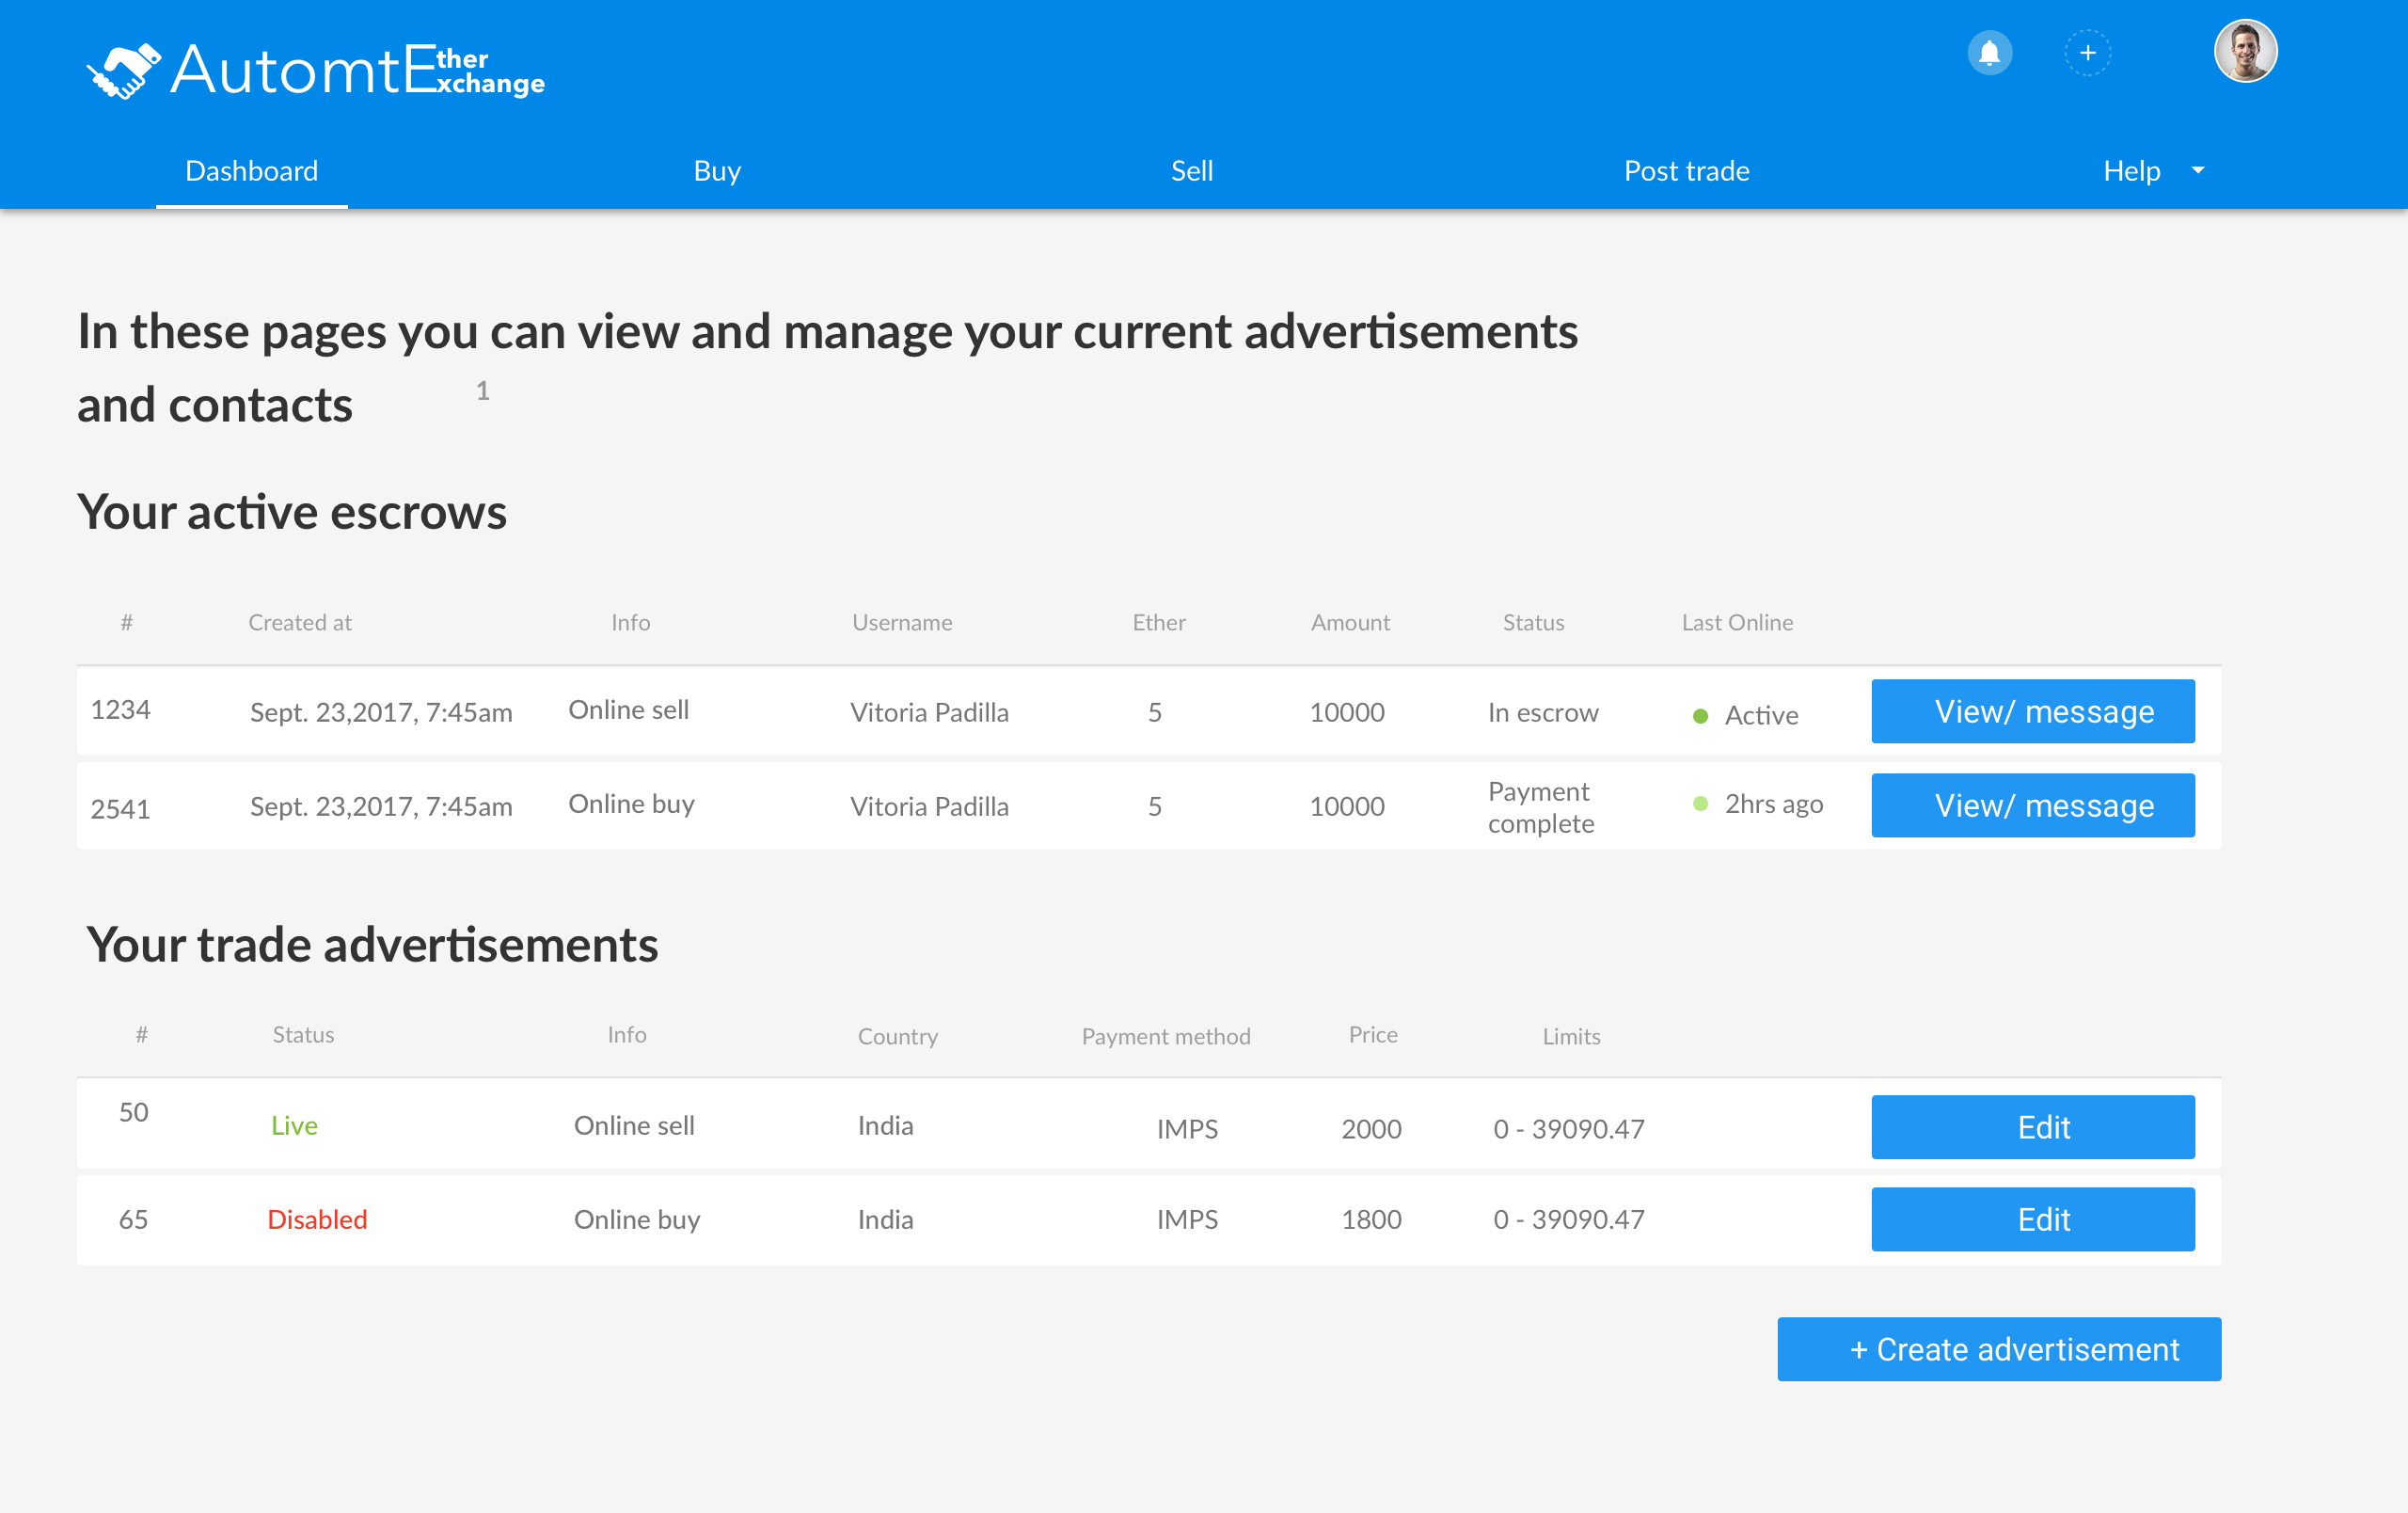 AutomtEther Exchange
+
Dashboard Buy Sell Post trade Help
In these pages you can view and manage your current advertisements
and contacts 1
Your active escrows
# Created at Info Username Ether Amount Status Last Online
1234 Sept. 23,2017, 7:45am Online sell Vitoria Padilla 5 10000 In escrow Active View/ message
2541 Sept. 23,2017, 7:45am Online buy Vitoria Padilla 5 10000 Payment complete 2hrs ago View/ message
Your trade advertisements
# Status Info Country Payment method Price Limits
50 Live Online sell India IMPS 2000 0 - 39090.47 Edit
65 Disabled Online buy India IMPS 1800 0 - 39090.47 Edit
+ Create advertisement